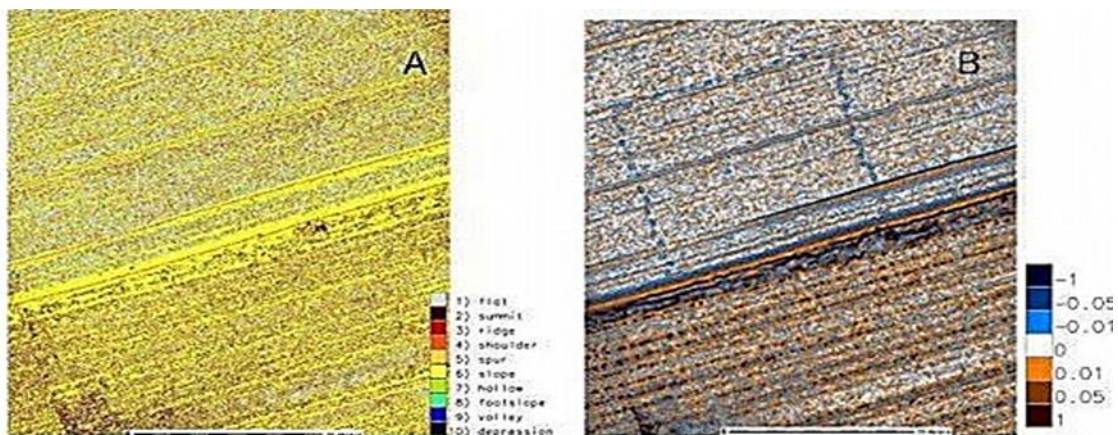 A
1) flat
2) summit
3) ridge
4) shoulder
5) spur
6) slope
7) hollow
8) footslope
9) valley
10) depression
B
-1
-0.05
-0.01
0
0.01
0.05
1